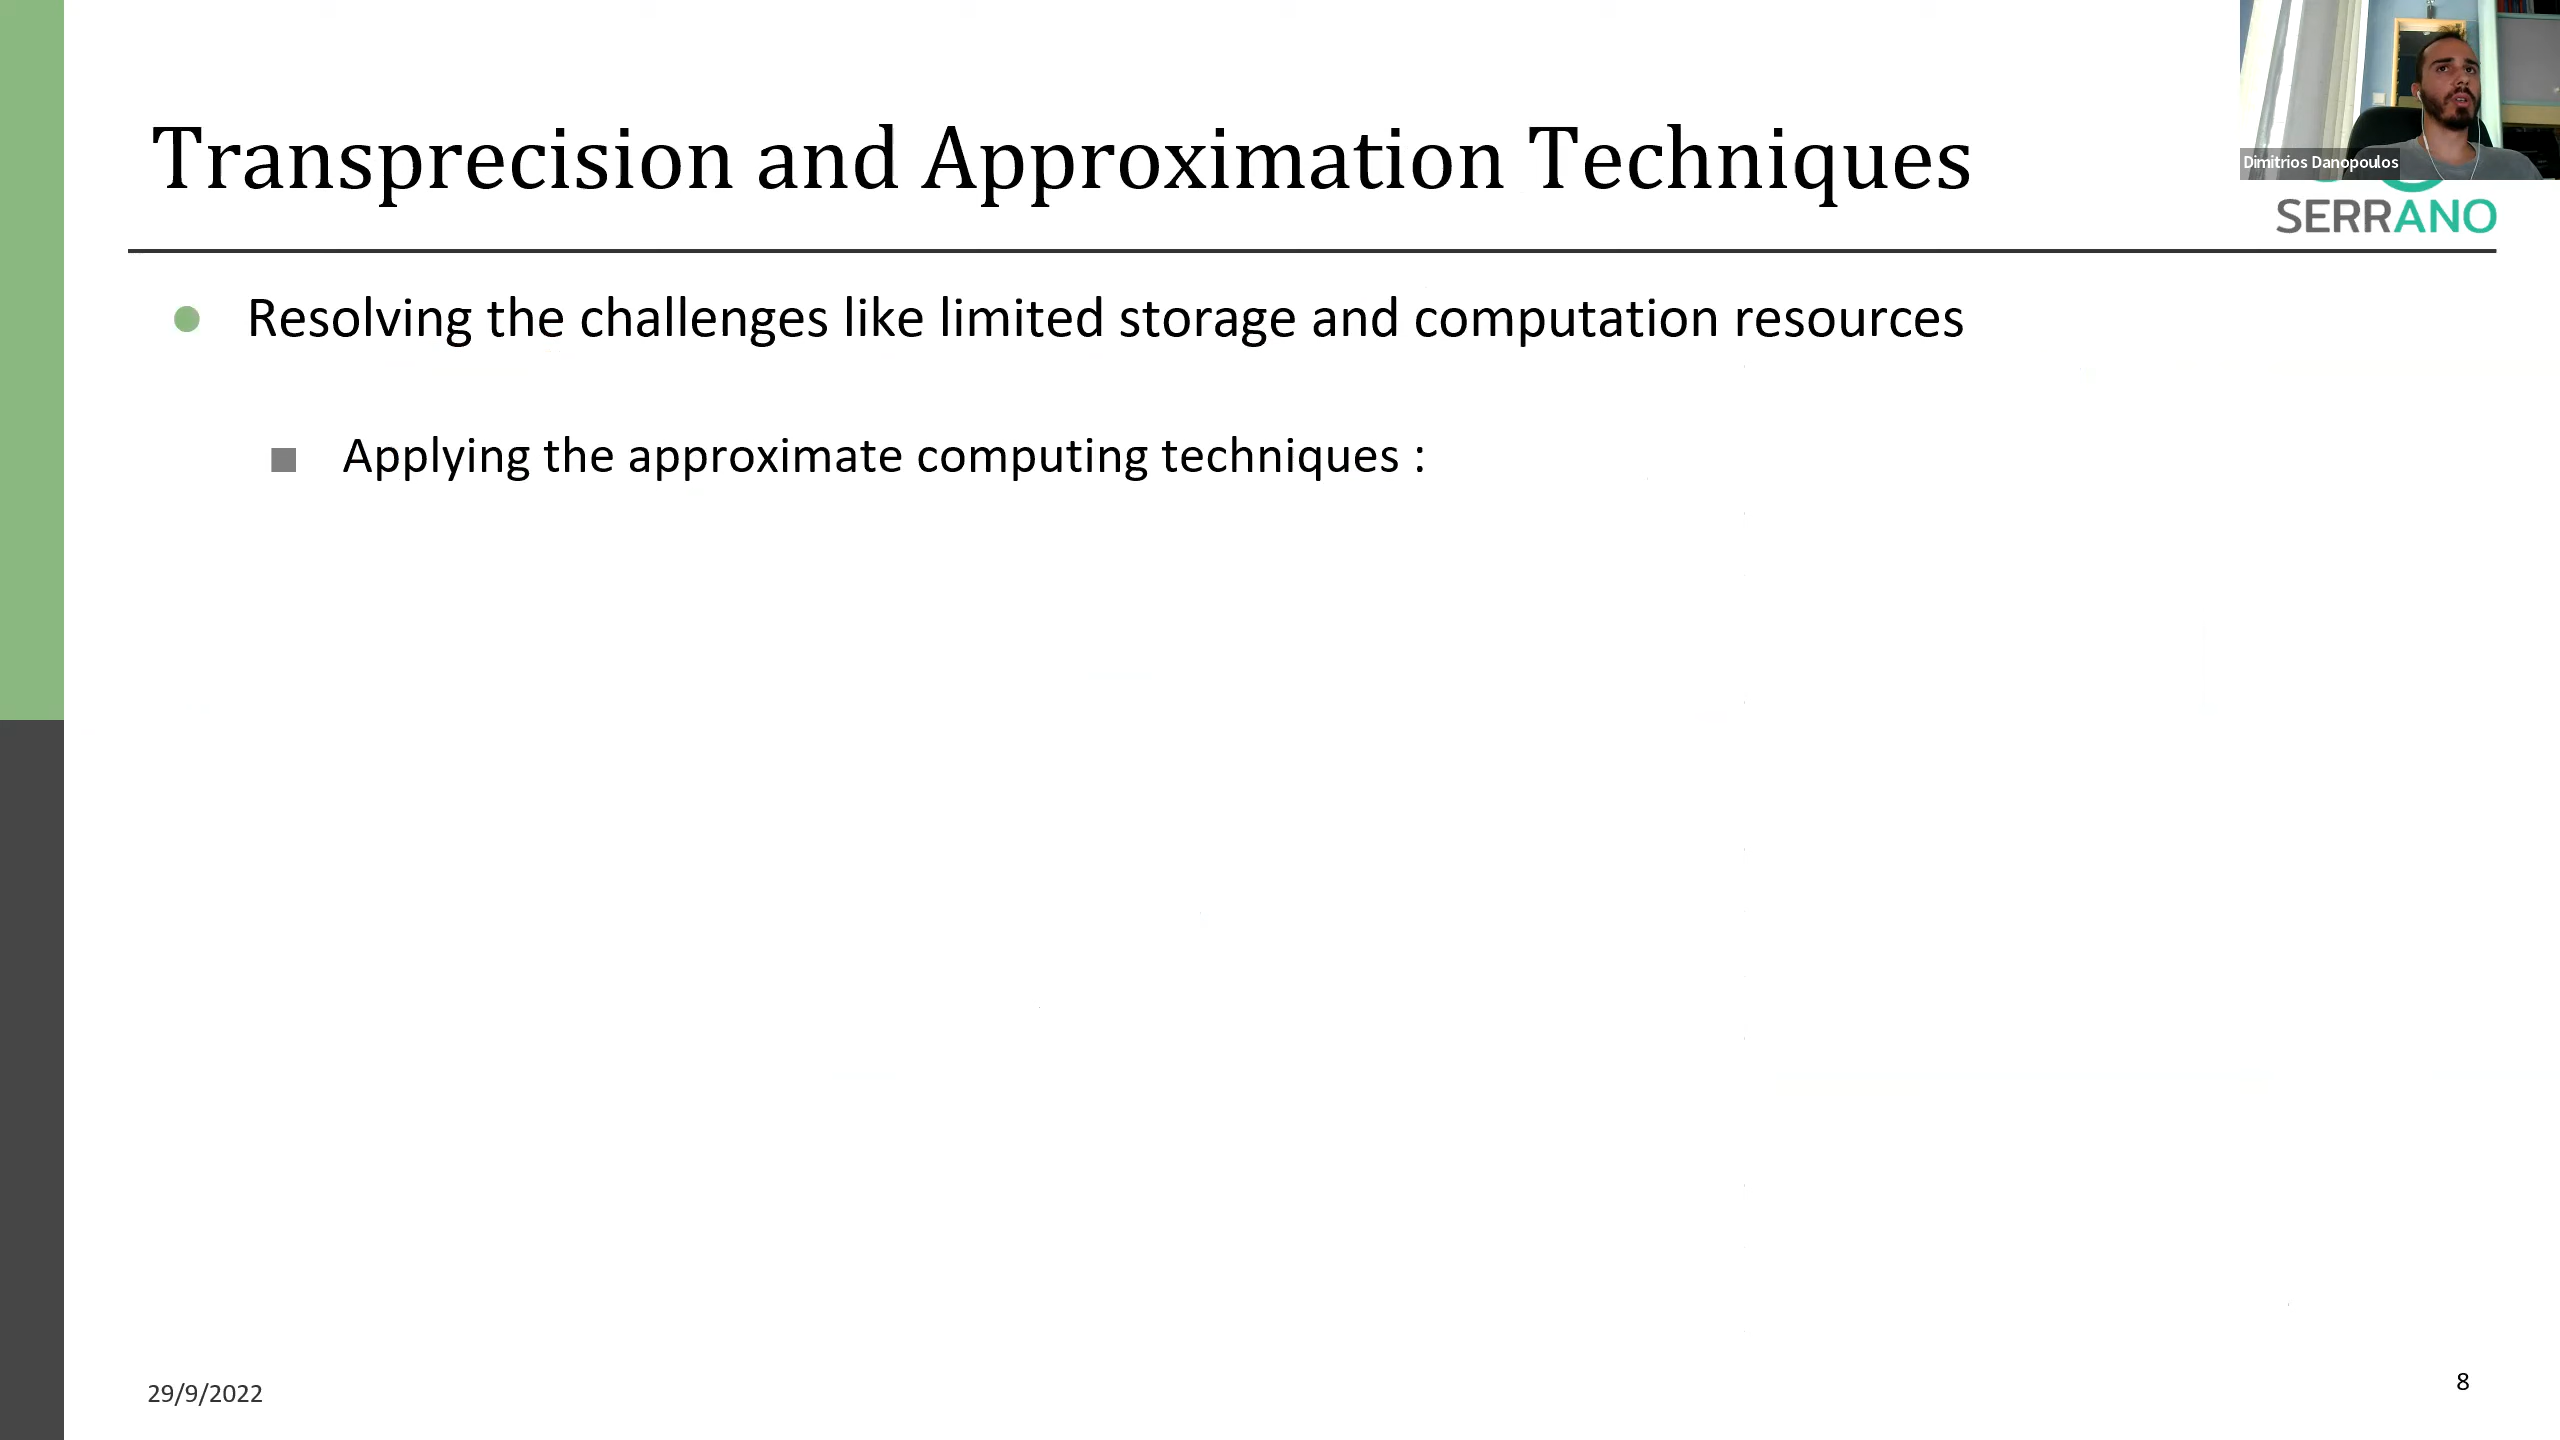 Transprecision and Approximation Techniques
Dimitrios Danopoulos
SERRANO
Resolving the challenges like limited storage and computation resources
Applying the approximate computing techniques :
29/9/2022
8